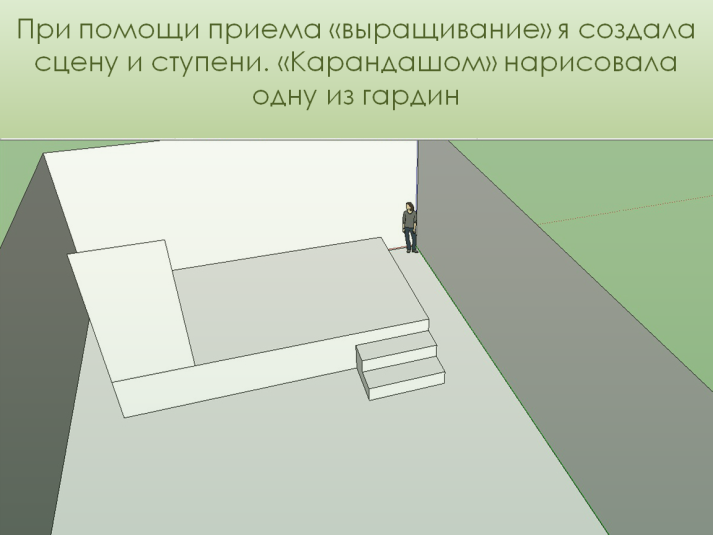 При помощи приема «выращивание» я создала
сцену и ступени. «Карандашом» нарисовала
одну из гардин